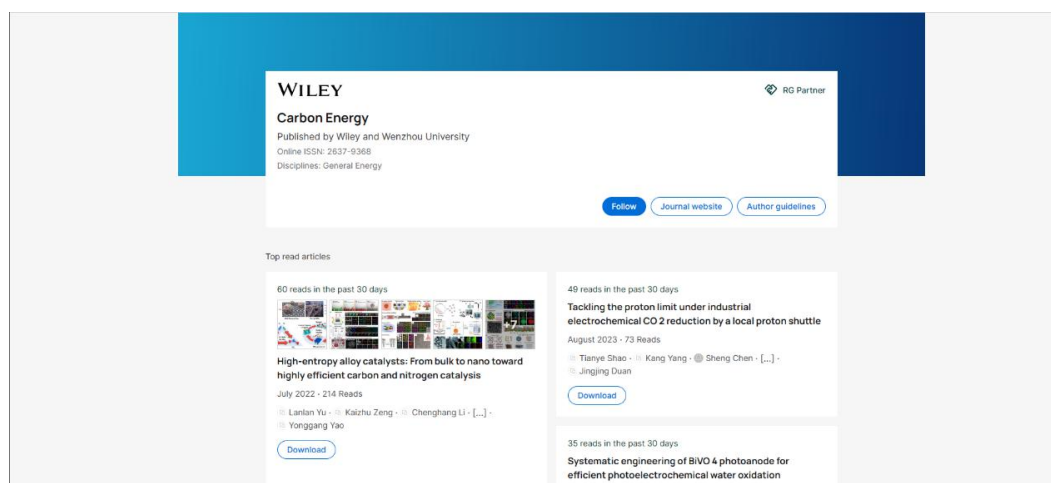 WILEY
RG Partner
Carbon Energy
Published by Wiley and Wenzhou University
Online ISSN: 2637-9368
Disciplines: General Energy
Follow
Journal website
Author guidelines
Top read articles
60 reads in the past 30 days
+7
High-entropy alloy catalysts: From bulk to nano toward
highly efficient carbon and nitrogen catalysis
July 2022 · 214 Reads
Lanlan Yu · Kaizhu Zeng · Chenghang Li · [...] ·
Yonggang Yao
Download
49 reads in the past 30 days
Tackling the proton limit under industrial
electrochemical CO 2 reduction by a local proton shuttle
August 2023 · 73 Reads
Tianye Shao · Kang Yang · Sheng Chen · [...] ·
Jingjing Duan
Download
35 reads in the past 30 days
Systematic engineering of BiVO 4 photoanode for
efficient photoelectrochemical water oxidation